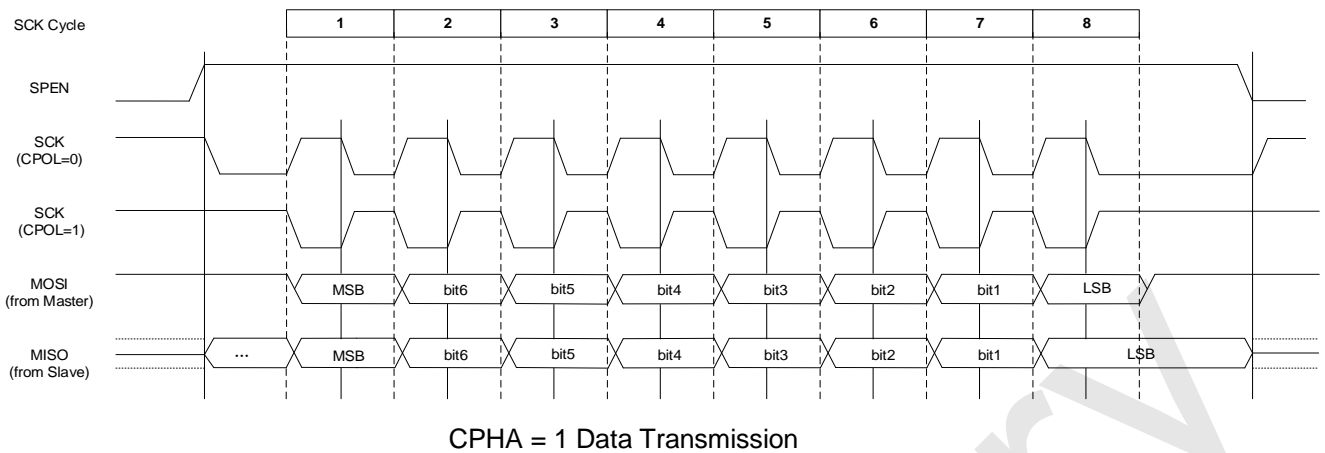 SCK Cycle 1 2 3 4 5 6 7 8
SPEN
SCK
(CPOL=0)
SCK
(CPOL=1)
MOSI
(from Master)
MSB bit6 bit5 bit4 bit3 bit2 bit1 LSB
MISO
(from Slave)
... MSB bit6 bit5 bit4 bit3 bit2 bit1 LSB
CPHA = 1 Data Transmission